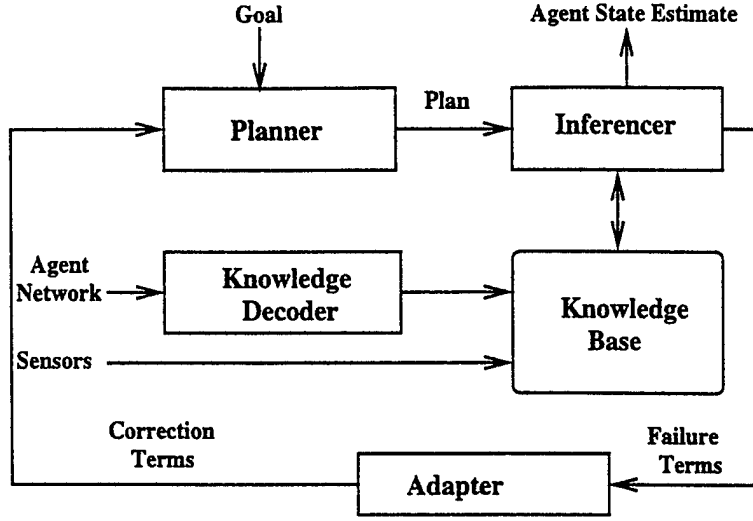 Goal
Agent State Estimate
Planner
Plan
Inferencer
Agent
Network
Knowledge
Decoder
Knowledge
Base
Sensors
Correction
Terms
Failure
Terms
Adapter